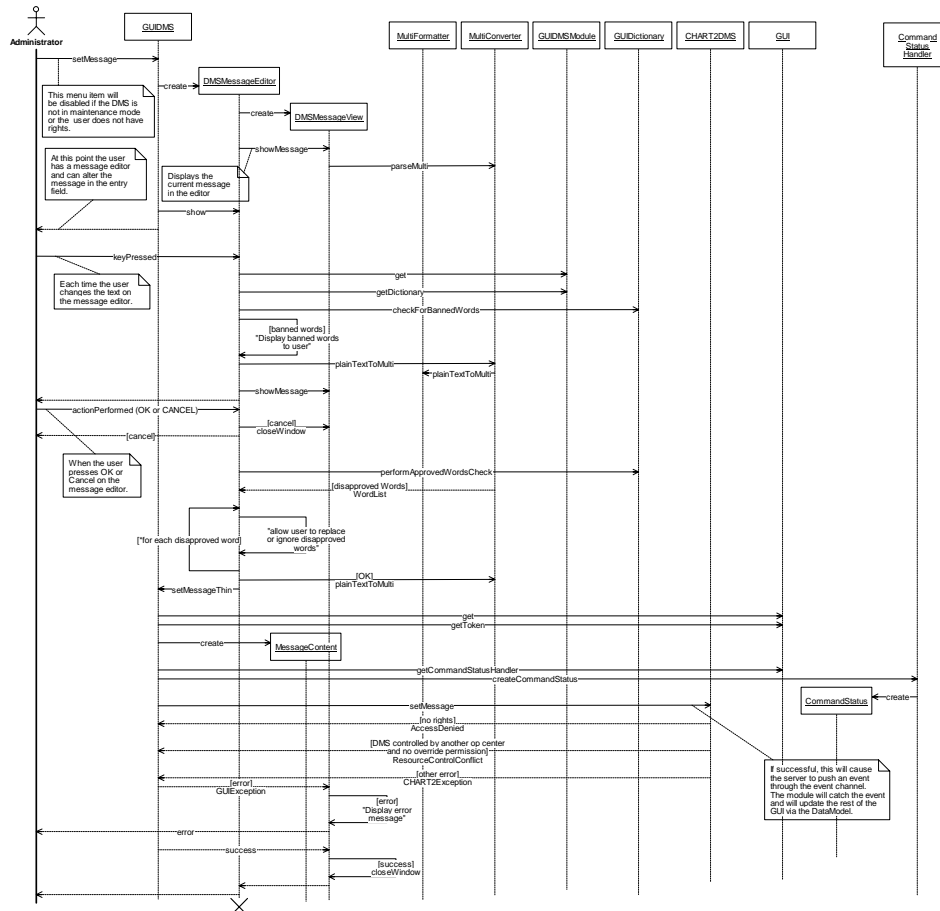 GUIDMS
MultiFormatter
MultiConverter
GUIDMSModule
GUIDictionary
CHART2DMS
GUI
Command
Status
Handler
Administrator
setMessage
create
DMSMessageEditor
This menu item will
be disabled if the DMS is
not in maintenance mode
or the user does not have
rights.
create
DMSMessageView
showMessage
At this point the user
has a message editor
and can alter the
message in the entry
field.
parseMulti
Displays the
current message
in the editor
show
keyPressed
get
Each time the user
changes the text on
the message editor.
getDictionary
checkForBannedWords
[banned words]
"Display banned words
to user"
plainTextToMulti
plainTextToMulti
showMessage
actionPerformed (OK or CANCEL)
[cancel]
closeWindow
[cancel]
When the user
presses OK or
Cancel on the
message editor.
performApprovedWordsCheck
[disapproved Words]
WordList
[*for each disapproved word]
"allow user to replace
or ignore disapproved
words"
[OK]
plainTextToMulti
setMessageThin
get
getToken
create
MessageContent
getCommandStatusHandler
createCommandStatus
create
CommandStatus
setMessage
[no rights]
AccessDenied
[DMS controlled by another op center
and no override permission]
ResourceControlConflict
If successful, this will cause
the server to push an event
through the event channel.
The module will catch the event
and will update the rest of the
GUI via the DataModel.
[other error]
CHART2Exception
[error]
GUIException
[error]
"Display error
message"
error
success
[success]
closeWindow